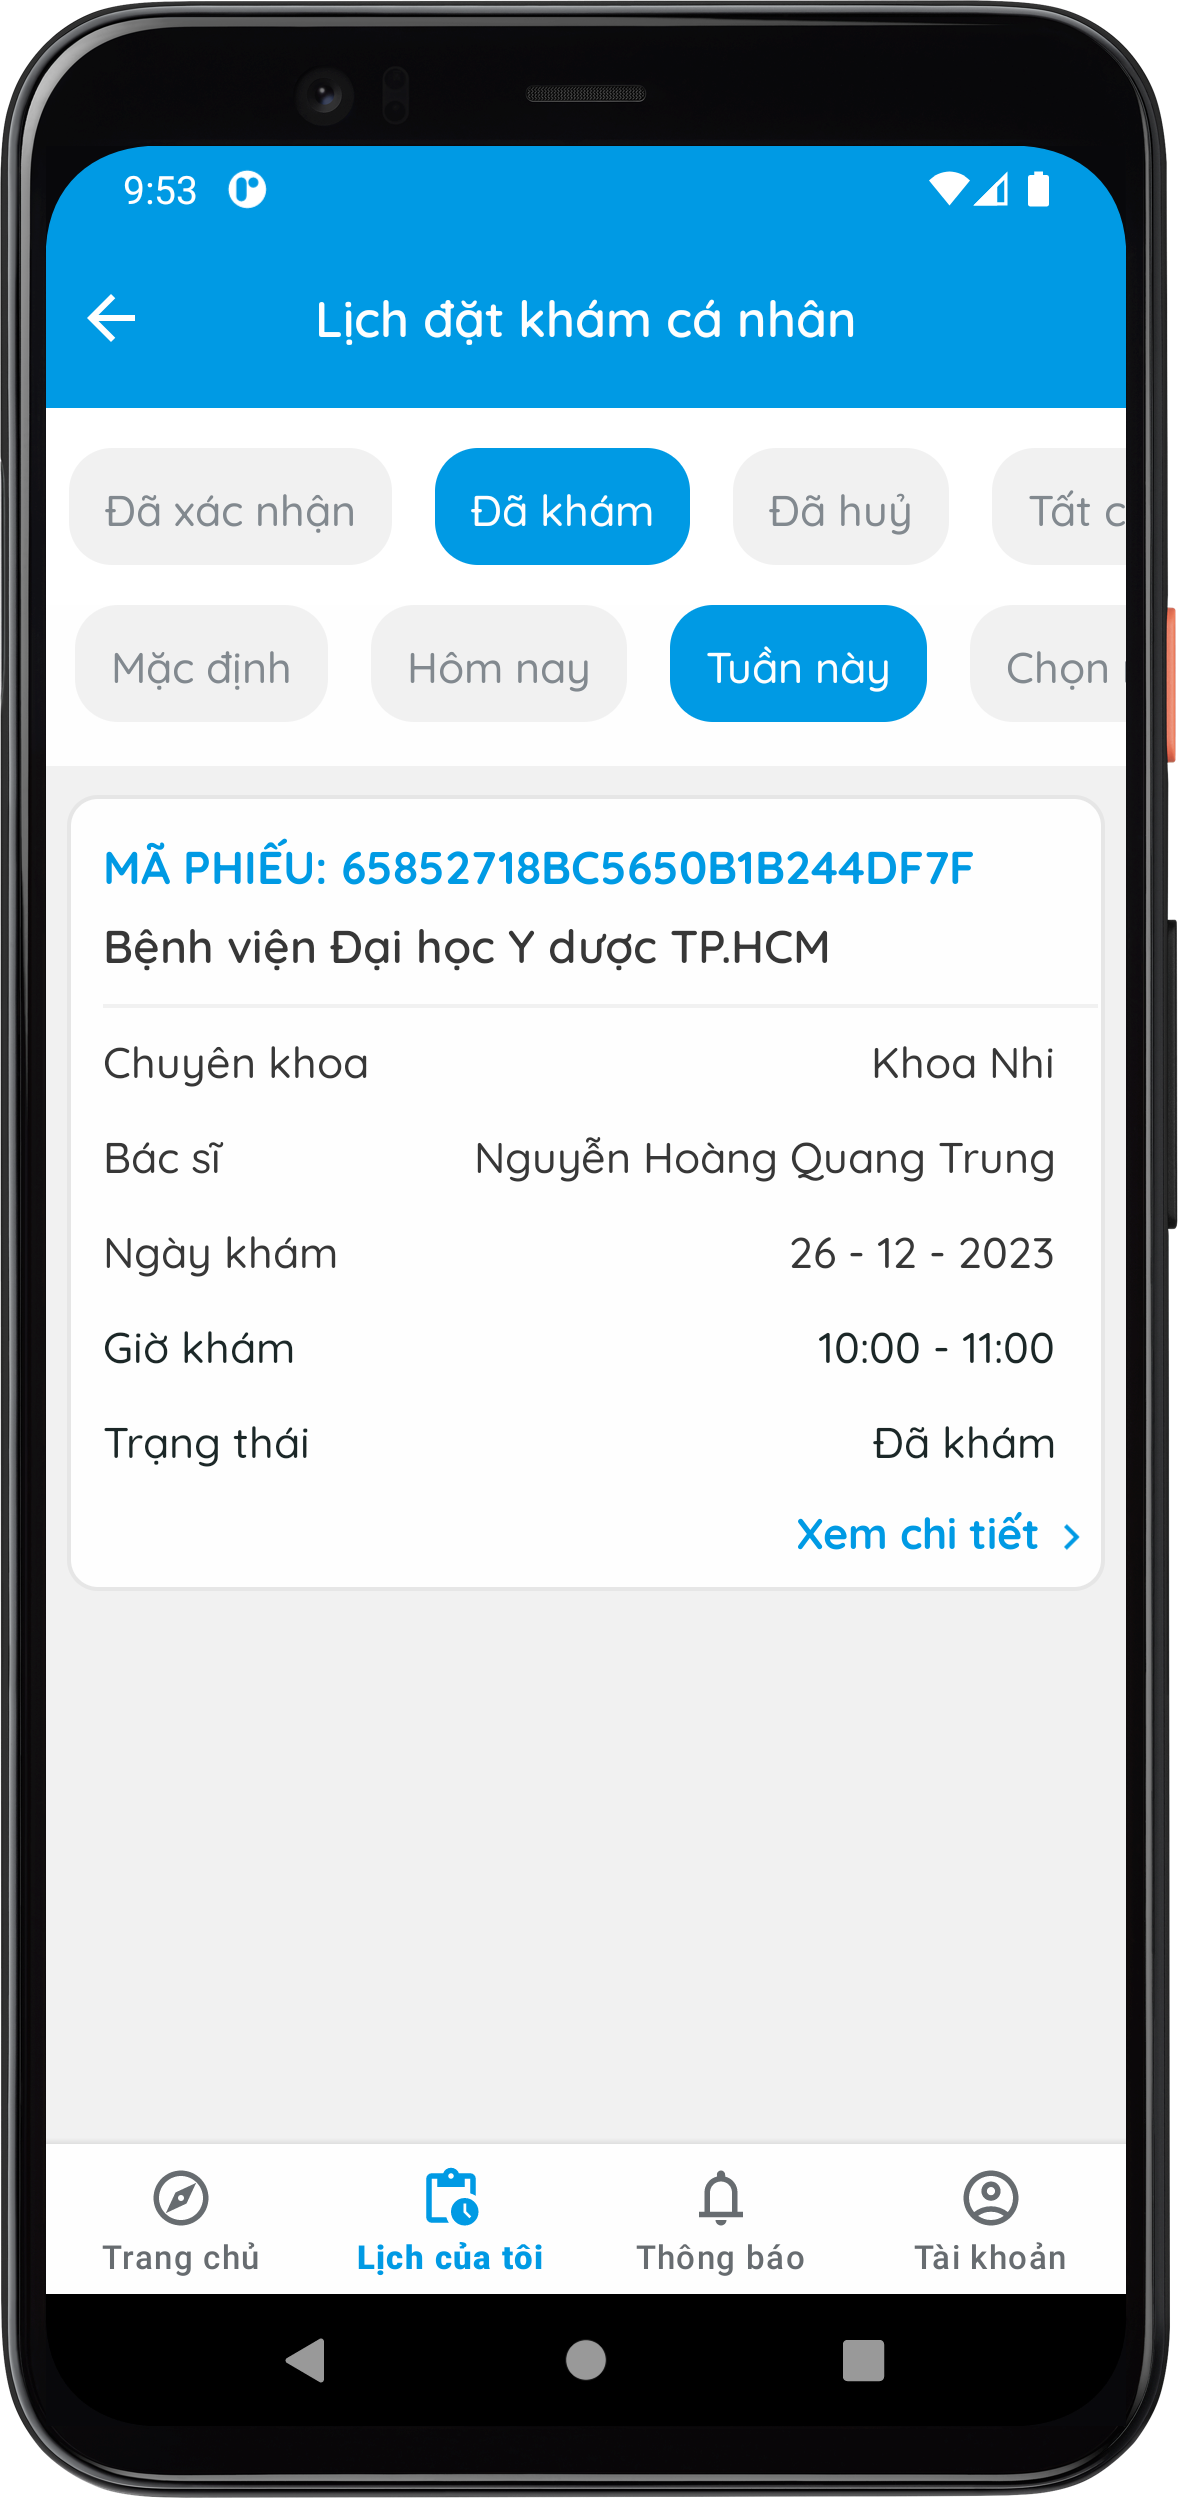 9:53
Lịch đặt khám cá nhân
Đã xác nhận Đã khám Đã huỷ Tất c
Mặc định Hôm nay Tuần này Chọn
MÃ PHIẾU: 65852718BC5650B1B244DF7F
Bệnh viện Đại học Y dược TP.HCM
Chuyên khoa Khoa Nhi
Bác sĩ Nguyễn Hoàng Quang Trung
Ngày khám 26 - 12 - 2023
Giờ khám 10:00 - 11:00
Trạng thái Đã khám
Xem chi tiết
Trang chủ Lịch của tôi Thông báo Tài khoản